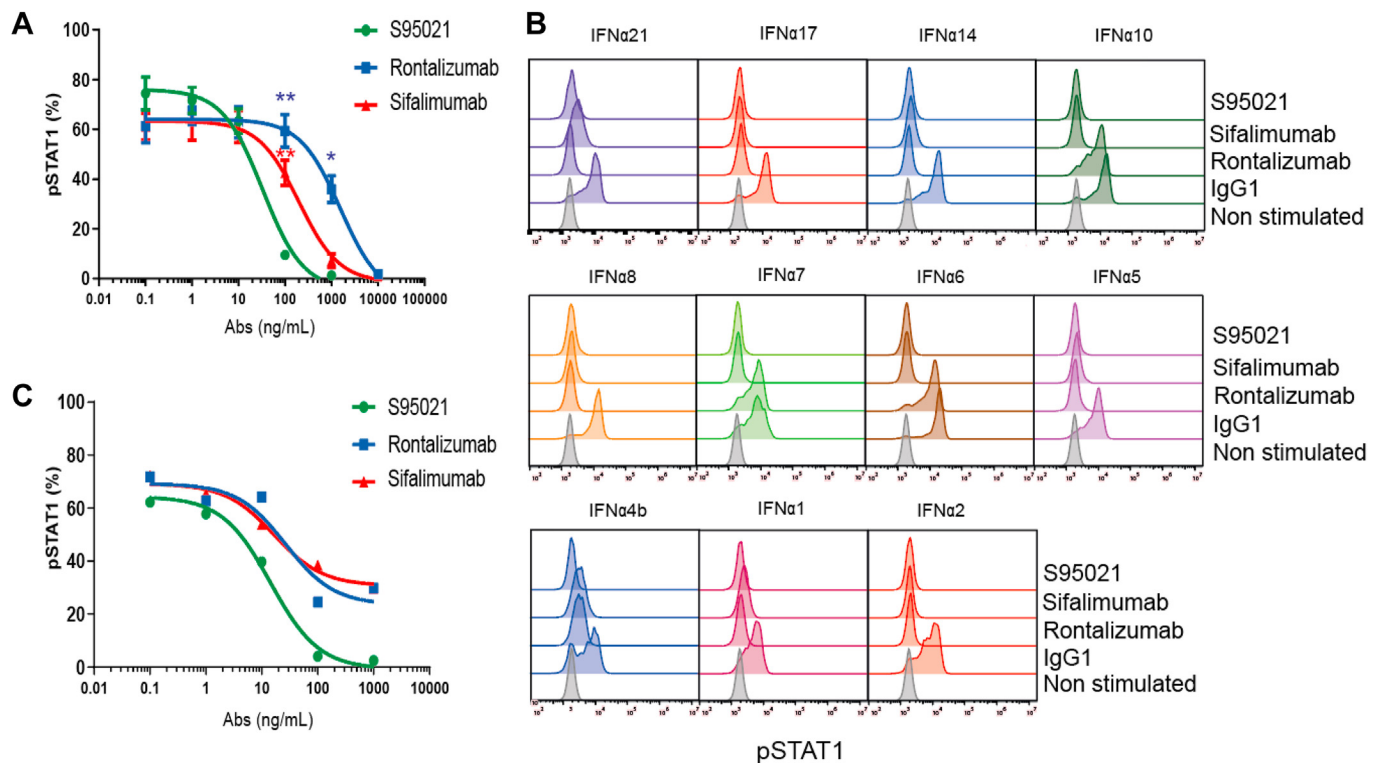 A
S95021
Rontalizumab
Sifalimumab
pSTAT1 (%)
100
80
60
40
20
0
**
**
*
0.01 0.1 1 10 100 1000 10000 100000
Abs (ng/mL)
B
IFNα21 IFNα17 IFNα14 IFNα10
S95021
Sifalimumab
Rontalizumab
IgG1
Non stimulated
IFNα8 IFNα7 IFNα6 IFNα5
S95021
Sifalimumab
Rontalizumab
IgG1
Non stimulated
IFNα4b IFNα1 IFNα2
S95021
Sifalimumab
Rontalizumab
IgG1
Non stimulated
pSTAT1
C
S95021
Rontalizumab
Sifalimumab
pSTAT1 (%)
100
80
60
40
20
0
0.01 0.1 1 10 100 1000 10000
Abs (ng/mL)